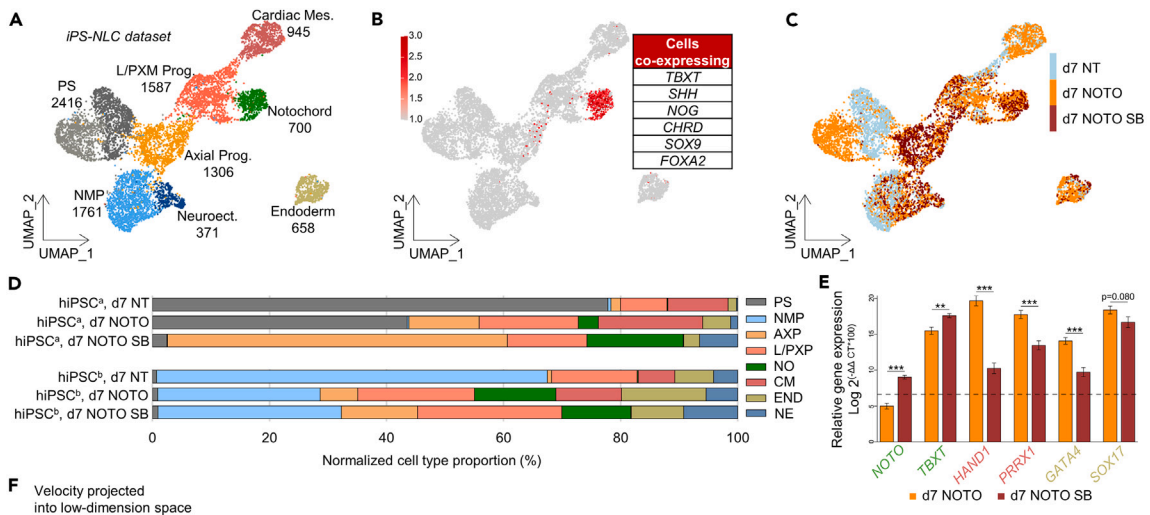 A
iPS-NLC dataset
Cardiac Mes.
945
L/PXM Prog.
1587
PS
2416
Notochord
700
Axial Prog.
1306
NMP
1761
Neuroect.
371
Endoderm
658
UMAP_2
UMAP_1
B
3.0
2.5
2.0
1.5
1.0
Cells
co-expressing
TBXT
SHH
NOG
CHRD
SOX9
FOXA2
UMAP_2
UMAP_1
C
d7 NT
d7 NOTO
d7 NOTO SB
UMAP_2
UMAP_1
D
hiPSCᵃ, d7 NT
hiPSCᵃ, d7 NOTO
hiPSCᵃ, d7 NOTO SB
hiPSCᵇ, d7 NT
hiPSCᵇ, d7 NOTO
hiPSCᵇ, d7 NOTO SB
0 20 40 60 80 100
Normalized cell type proportion (%)
PS
NMP
AXP
L/PXP
NO
CM
END
NE
E
Relative gene expression
Log 2^(-ΔΔ CT*100)
20
15
10
5
0
***
**
***
***
***
p=0.080
NOTO
TBXT
HAND1
PRRX1
GATA4
SOX17
d7 NOTO d7 NOTO SB
F
Velocity projected
into low-dimension space